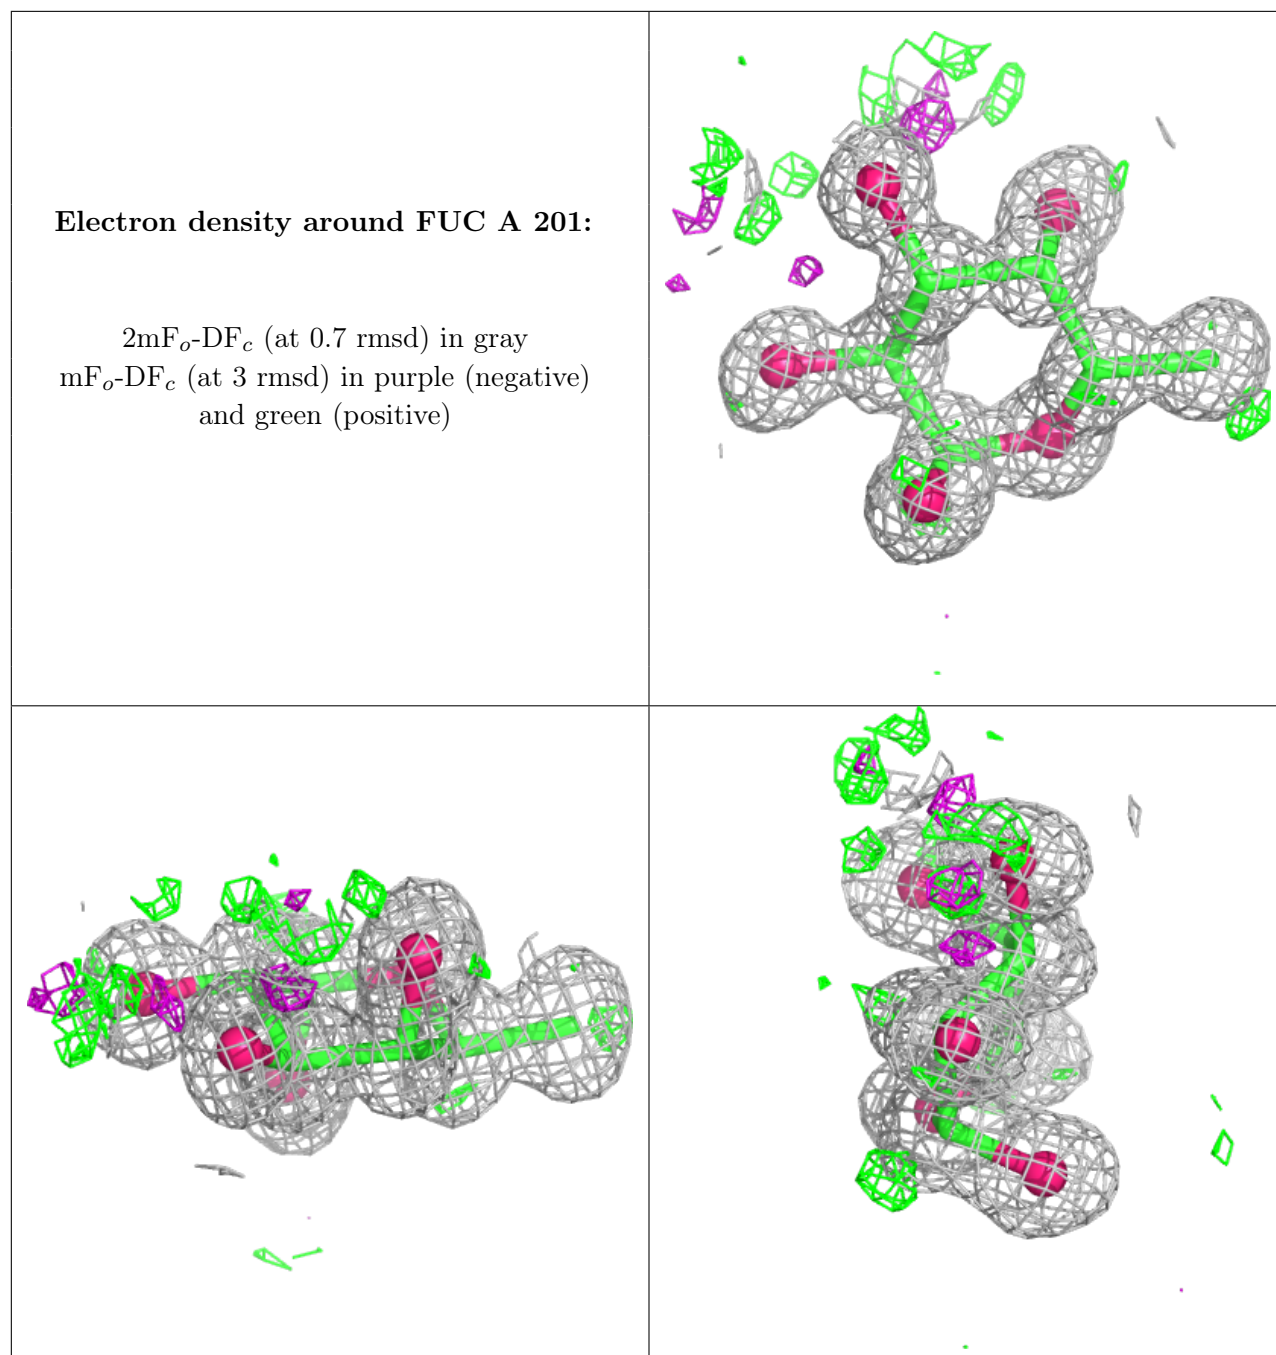 Electron density around FUC A 201:
2mFo-DFc (at 0.7 rmsd) in gray
mFo-DFc (at 3 rmsd) in purple (negative)
and green (positive)